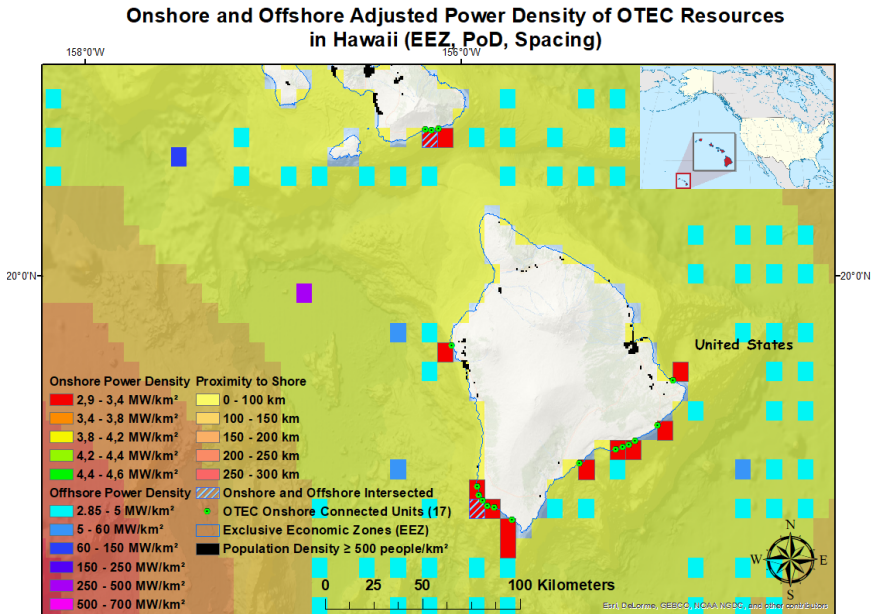 Onshore and Offshore Adjusted Power Density of OTEC Resources
in Hawaii (EEZ, PoD, Spacing)
158°0'W
156°0'W
20°0'N
20°0'N
United States
Onshore Power Density
2,9 - 3,4 MW/km²
3,4 - 3,8 MW/km²
3,8 - 4,2 MW/km²
4,2 - 4,4 MW/km²
4,4 - 4,6 MW/km²
Offhsore Power Density
2.85 - 5 MW/km²
5 - 60 MW/km²
60 - 150 MW/km²
150 - 250 MW/km²
250 - 500 MW/km²
500 - 700 MW/km²
Proximity to Shore
0 - 100 km
100 - 150 km
150 - 200 km
200 - 250 km
250 - 300 km
Onshore and Offshore Intersected
OTEC Onshore Connected Units (17)
Exclusive Economic Zones (EEZ)
Population Density ≥ 500 people/km²
0 25 50 100 Kilometers
N
W E
S
Esri, DeLorme, GEBCO, NOAA NGDC, and other contributors